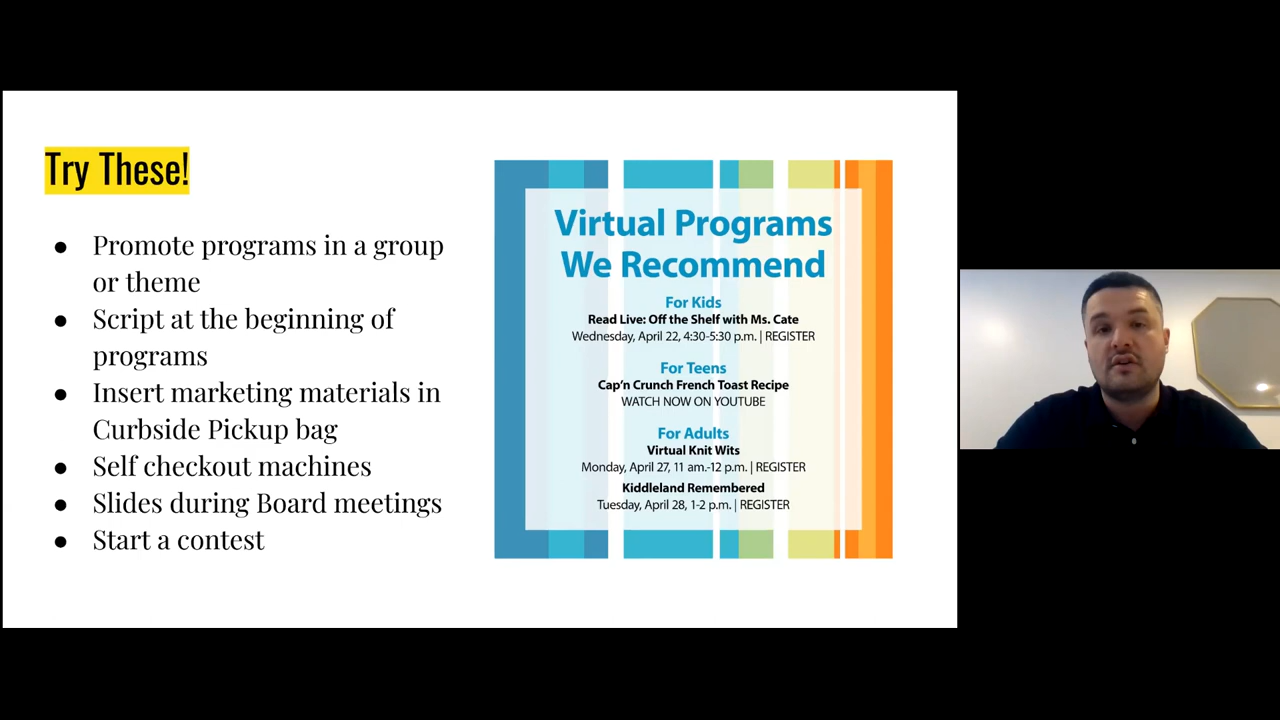 Try These!
● Promote programs in a group
or theme
● Script at the beginning of
programs
● Insert marketing materials in
Curbside Pickup bag
● Self checkout machines
● Slides during Board meetings
● Start a contest
Virtual Programs
We Recommend
For Kids
Read Live: Off the Shelf with Ms. Cate
Wednesday, April 22, 4:30-5:30 p.m. | REGISTER
For Teens
Cap’n Crunch French Toast Recipe
WATCH NOW ON YOUTUBE
For Adults
Virtual Knit Wits
Monday, April 27, 11 am.-12 p.m. | REGISTER
Kiddleland Remembered
Tuesday, April 28, 1-2 p.m. | REGISTER